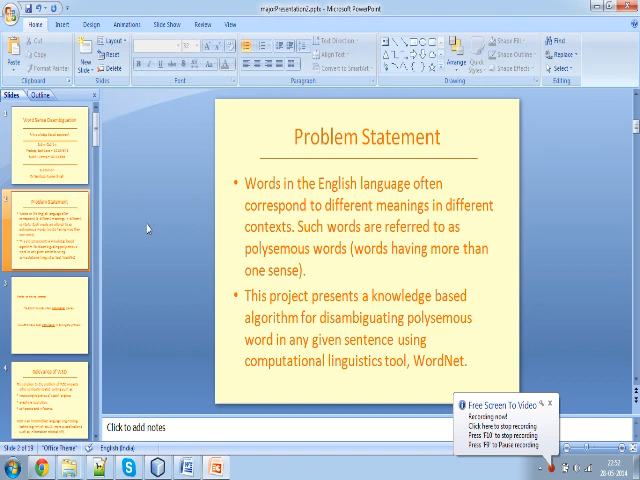 majorPresentation2.pptx - Microsoft PowerPoint
Home Insert Design Animations Slide Show Review View
Cut
Copy
Format Painter
Paste
Clipboard
New
Slide
Layout
Reset
Delete
Slides
Font
Paragraph
Text Direction
Align Text
Convert to SmartArt
Arrange
Quick
Styles
Shape Fill
Shape Outline
Shape Effects
Drawing
Find
Replace
Select
Editing
Slides Outline
Word Sense Disambiguation
2
Problem Statement
3
4
Relevance of WSD
Problem Statement
• Words in the English language often
correspond to different meanings in different
contexts. Such words are referred to as
polysemous words (words having more than
one sense).
• This project presents a knowledge based
algorithm for disambiguating polysemous
word in any given sentence using
computational linguistics tool, WordNet.
Click to add notes
Free Screen To Video
Recording now!
Click here to stop recording
Press F10 to stop recording
Press F9 to Pause recording
Slide 2 of 19 "Office Theme" English (India)
22:52
28-05-2014